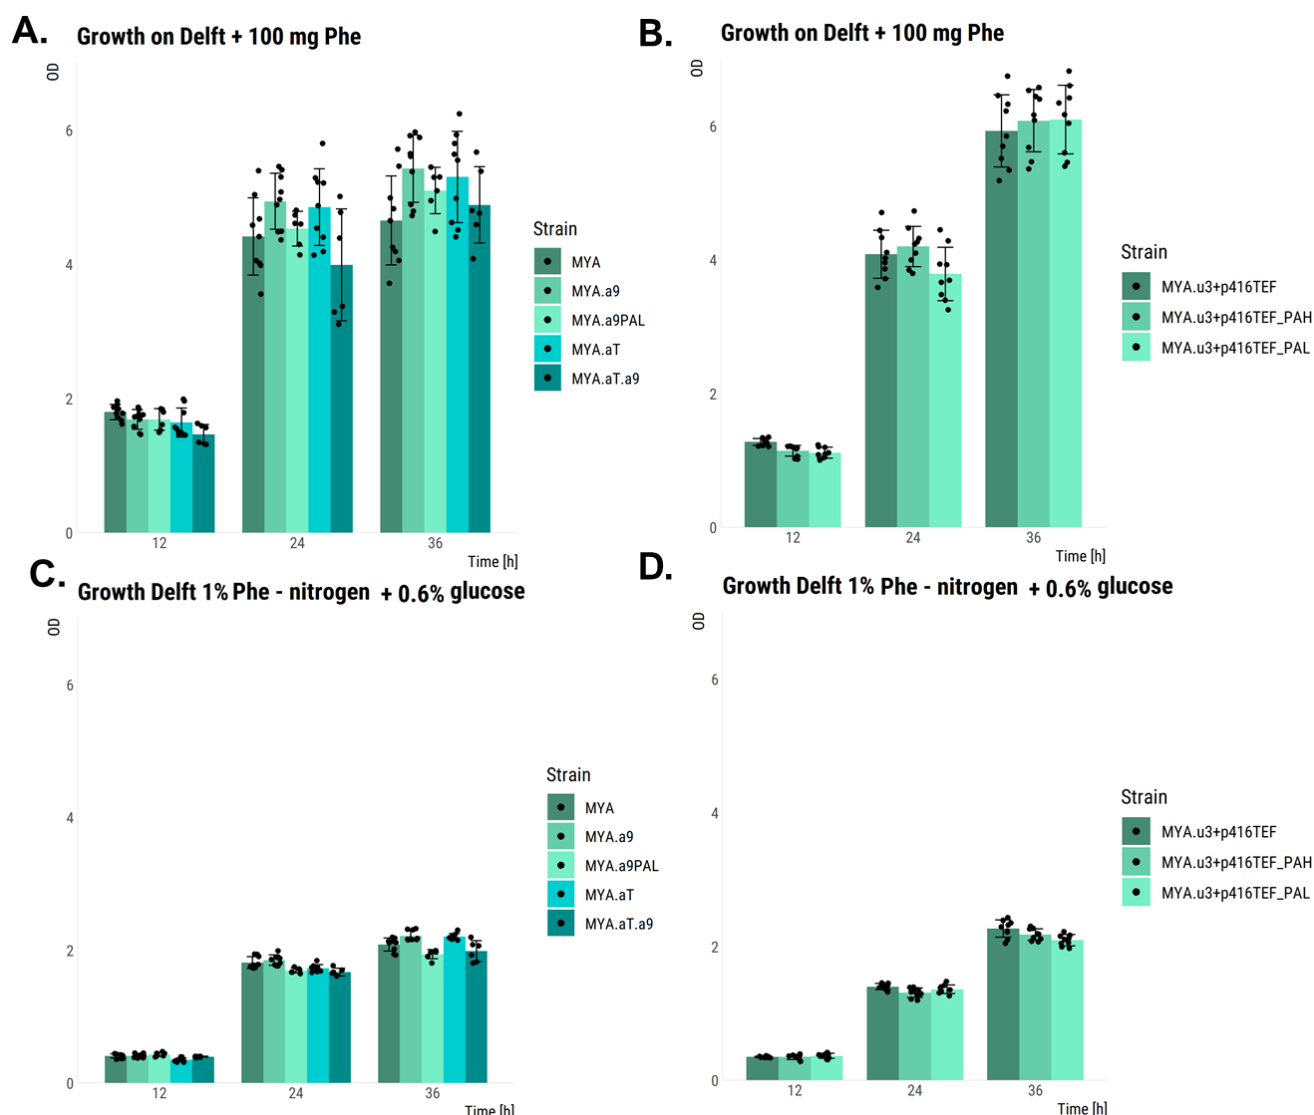 A.
Growth on Delft + 100 mg Phe
OD
6
4
2
0
12
24
36
Time [h]
Strain
MYA
MYA.a9
MYA.a9PAL
MYA.aT
MYA.aT.a9
B.
Growth on Delft + 100 mg Phe
OD
6
4
2
0
12
24
36
Time [h]
Strain
MYA.u3+p416TEF
MYA.u3+p416TEF_PAH
MYA.u3+p416TEF_PAL
C.
Growth Delft 1% Phe - nitrogen + 0.6% glucose
OD
6
4
2
0
12
24
36
Time [h]
Strain
MYA
MYA.a9
MYA.a9PAL
MYA.aT
MYA.aT.a9
D.
Growth Delft 1% Phe - nitrogen + 0.6% glucose
OD
6
4
2
0
12
24
36
Time [h]
Strain
MYA.u3+p416TEF
MYA.u3+p416TEF_PAH
MYA.u3+p416TEF_PAL